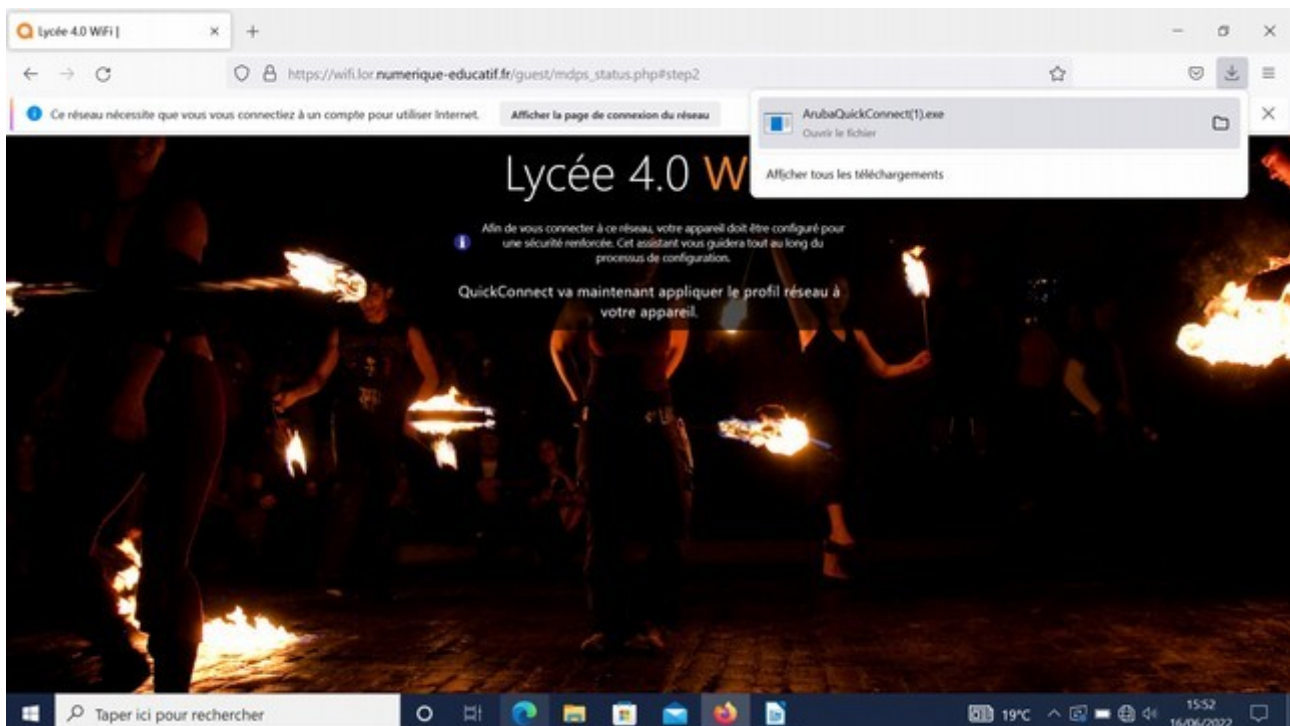 Lycée 4.0 WiFi |
https://wifi.lor.numerique-educatif.fr/guest/mdps_status.php#step2
Ce réseau nécessite que vous vous connectiez à un compte pour utiliser Internet.
Afficher la page de connexion du réseau
ArubaQuickConnect(1).exe
Ouvrir le fichier
Afficher tous les téléchargements
Lycée 4.0 W
Afin de vous connecter à ce réseau, votre appareil doit être configuré pour
une sécurité renforcée. Cet assistant vous guidera tout au long du
processus de configuration.
QuickConnect va maintenant appliquer le profil réseau à
votre appareil.
Taper ici pour rechercher
19°C
15:52
16/06/2022